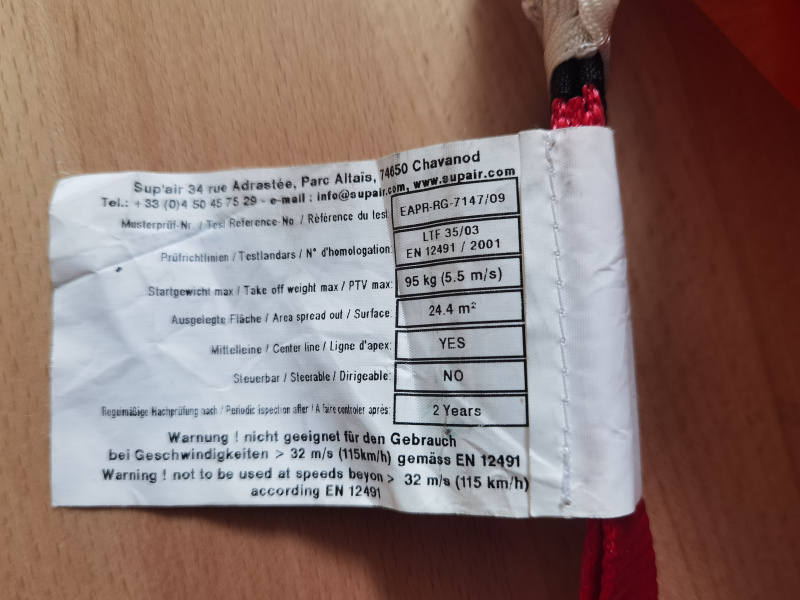 Sup'air 34 rue Adrastée, Parc Altaïs, 74650 Chavanod
Tel.: +33 (0)4 50 45 75 29 - e-mail : info@supair.com, www.supair.com
Musterprüf-Nr / Test Reference-No / Référence du test EAPR-RG-7147/09
Prüfrichtlinien / Testlandars / N° d'homologation: LTF 35/03
EN 12491 / 2001
Startgewicht max / Take off weight max / PTV max: 95 kg (5.5 m/s)
Ausgelegte Fläche / Area spread out / Surface: 24.4 m²
Mittelleine / Center line / Ligne d'apex: YES
Steuerbar / Steerable / Dirigeable: NO
Regelmäßige Nachprüfung nach / Periodic ispection after ! A faire controler après: 2 Years
Warnung ! nicht geeignet für den Gebrauch
bei Geschwindigkeiten > 32 m/s (115km/h) gemäss EN 12491
Warning ! not to be used at speeds beyon > 32 m/s (115 km/h)
according EN 12491